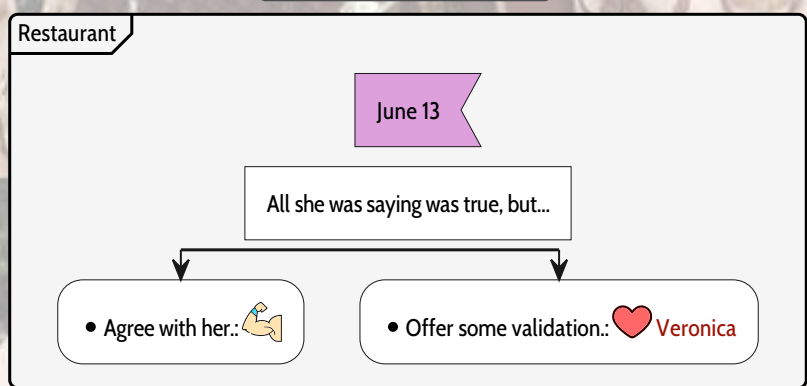 Restaurant
June 13
All she was saying was true, but...
• Agree with her.:
• Offer some validation.: Veronica